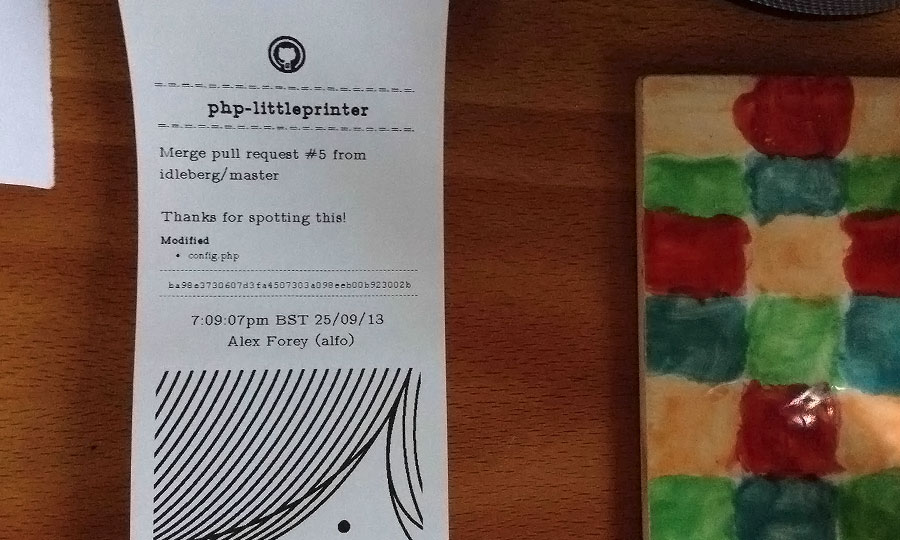 php-littleprinter
Merge pull request #5 from
idleberg/master
Thanks for spotting this!
Modified
• config.php
ba98e3730607d3fa4507303a098eeb00b923002b
7:09:07pm BST 25/09/13
Alex Forey (alfo)